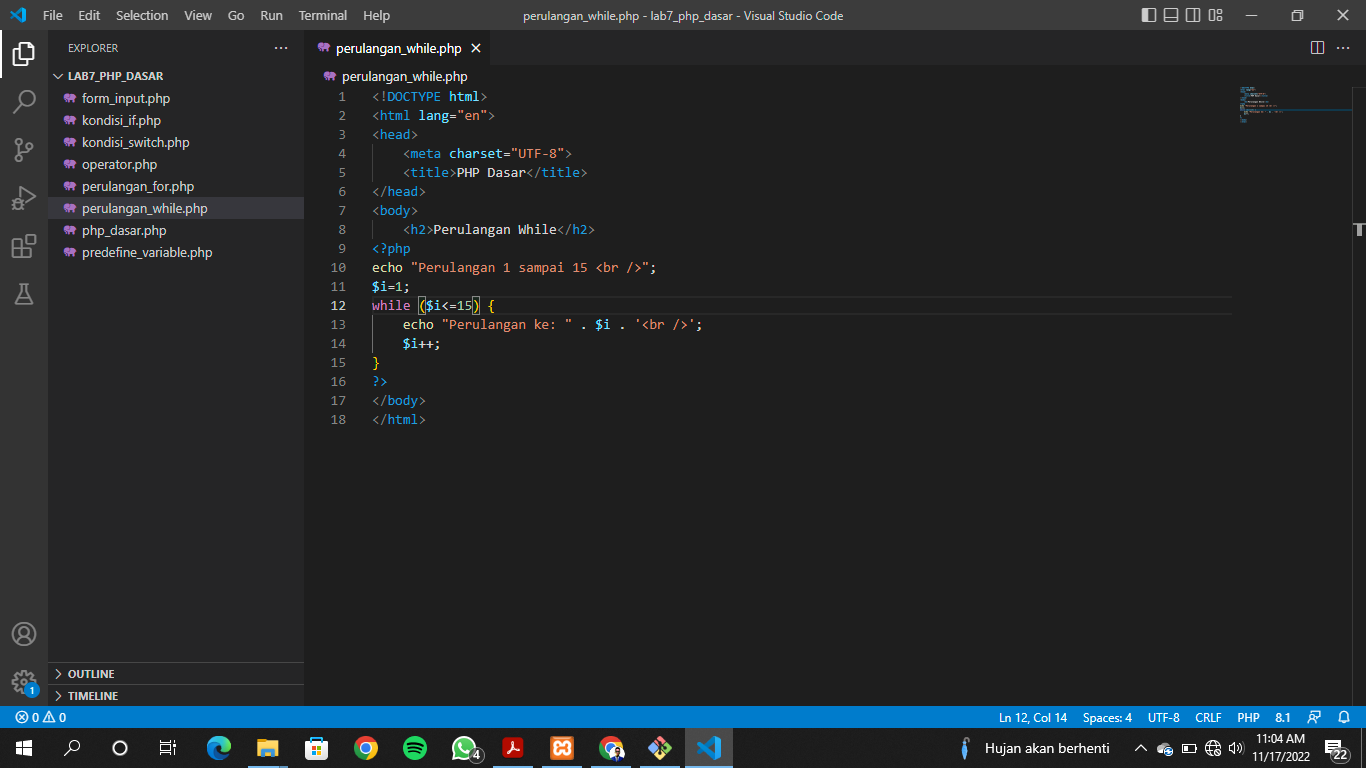 File Edit Selection View Go Run Terminal Help perulangan_while.php - lab7_php_dasar - Visual Studio Code
EXPLORER
LAB7_PHP_DASAR
form_input.php
kondisi_if.php
kondisi_switch.php
operator.php
perulangan_for.php
perulangan_while.php
php_dasar.php
predefine_variable.php
OUTLINE
TIMELINE
perulangan_while.php
perulangan_while.php
1 <!DOCTYPE html>
2 <html lang="en">
3 <head>
4     <meta charset="UTF-8">
5     <title>PHP Dasar</title>
6 </head>
7 <body>
8     <h2>Perulangan While</h2>
9 <?php
10 echo "Perulangan 1 sampai 15 <br />";
11 $i=1;
12 while ($i<=15) {
13     echo "Perulangan ke: " . $i . '<br />';
14     $i++;
15 }
16 ?>
17 </body>
18 </html>
1
0 0 Ln 12, Col 14 Spaces: 4 UTF-8 CRLF PHP 8.1
4 Hujan akan berhenti 11:04 AM
11/17/2022 22